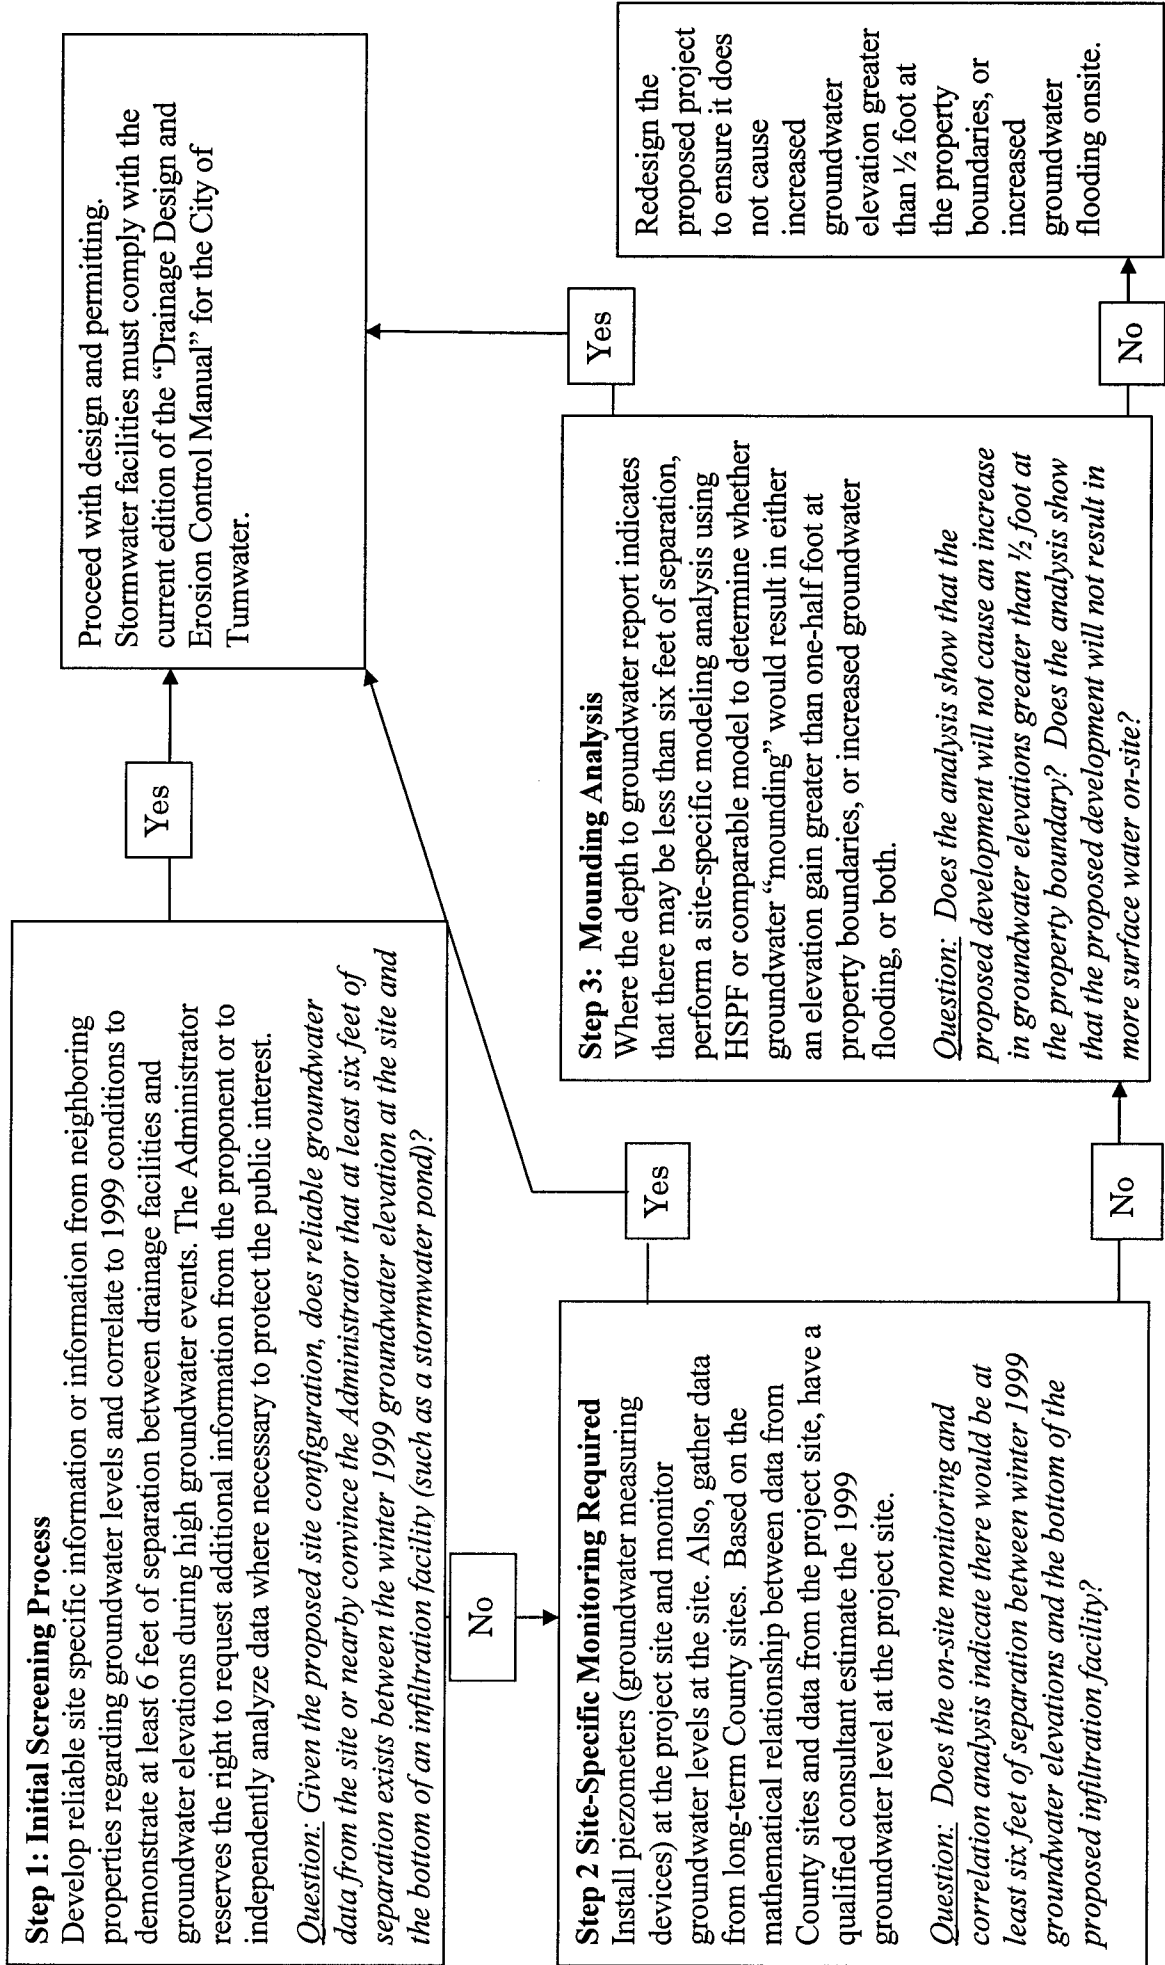 Step 1: Initial Screening Process
Develop reliable site specific information or information from neighboring
properties regarding groundwater levels and correlate to 1999 conditions to
demonstrate at least 6 feet of separation between drainage facilities and
groundwater elevations during high groundwater events. The Administrator
reserves the right to request additional information from the proponent or to
independently analyze data where necessary to protect the public interest.
Question: Given the proposed site configuration, does reliable groundwater
data from the site or nearby convince the Administrator that at least six feet of
separation exists between the winter 1999 groundwater elevation at the site and
the bottom of an infiltration facility (such as a stormwater pond)?
Yes
Proceed with design and permitting.
Stormwater facilities must comply with the
current edition of the “Drainage Design and
Erosion Control Manual” for the City of
Tumwater.
No
Step 2 Site-Specific Monitoring Required
Install piezometers (groundwater measuring
devices) at the project site and monitor
groundwater levels at the site. Also, gather data
from long-term County sites. Based on the
mathematical relationship between data from
County sites and data from the project site, have a
qualified consultant estimate the 1999
groundwater level at the project site.
Question: Does the on-site monitoring and
correlation analysis indicate there would be at
least six feet of separation between winter 1999
groundwater elevations and the bottom of the
proposed infiltration facility?
Yes
No
Step 3: Mounding Analysis
Where the depth to groundwater report indicates
that there may be less than six feet of separation,
perform a site-specific modeling analysis using
HSPF or comparable model to determine whether
groundwater “mounding” would result in either
an elevation gain greater than one-half foot at
property boundaries, or increased groundwater
flooding, or both.
Question: Does the analysis show that the
proposed development will not cause an increase
in groundwater elevations greater than ½ foot at
the property boundary? Does the analysis show
that the proposed development will not result in
more surface water on-site?
Yes
No
Redesign the
proposed project
to ensure it does
not cause
increased
groundwater
elevation greater
than ½ foot at
the property
boundaries, or
increased
groundwater
flooding onsite.